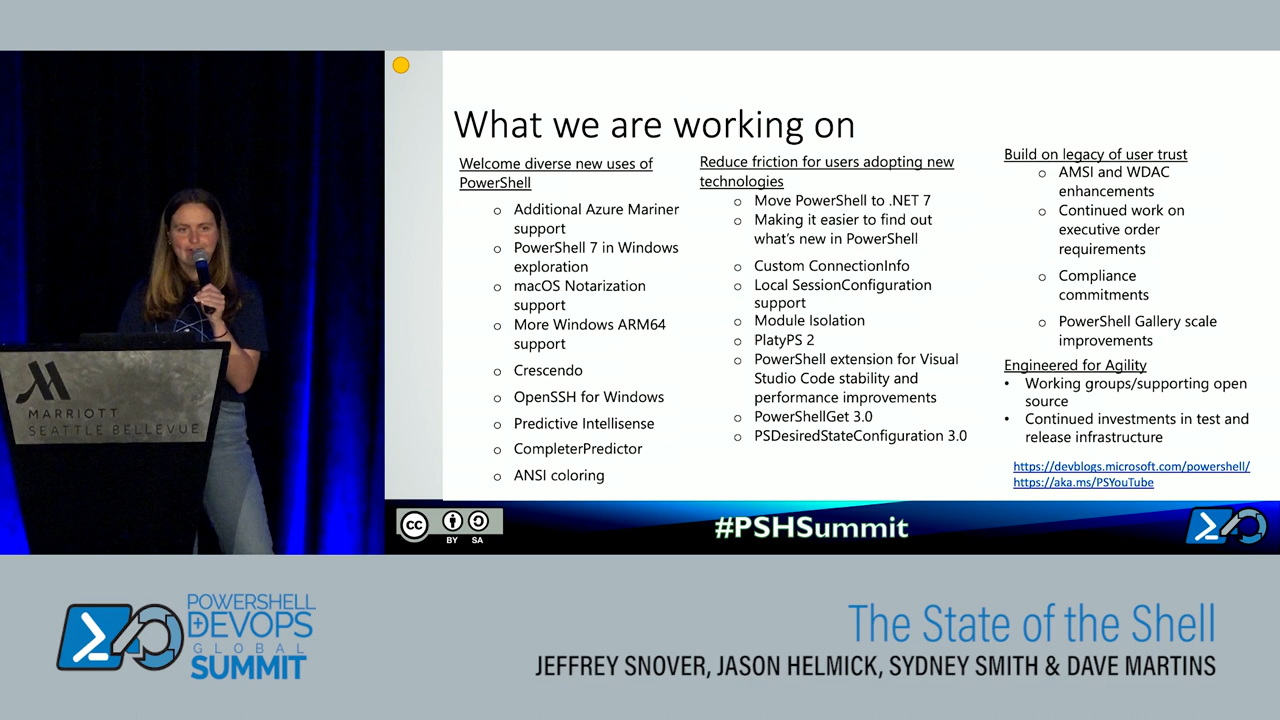 What we are working on
Welcome diverse new uses of
PowerShell
o Additional Azure Mariner
support
o PowerShell 7 in Windows
exploration
o macOS Notarization
support
o More Windows ARM64
support
o Crescendo
o OpenSSH for Windows
o Predictive Intellisense
o CompleterPredictor
o ANSI coloring
Reduce friction for users adopting new
technologies
o Move PowerShell to .NET 7
o Making it easier to find out
what's new in PowerShell
o Custom ConnectionInfo
o Local SessionConfiguration
support
o Module Isolation
o PlatyPS 2
o PowerShell extension for Visual
Studio Code stability and
performance improvements
o PowerShellGet 3.0
o PSDesiredStateConfiguration 3.0
Build on legacy of user trust
o AMSI and WDAC
enhancements
o Continued work on
executive order
requirements
o Compliance
commitments
o PowerShell Gallery scale
improvements
Engineered for Agility
• Working groups/supporting open
source
• Continued investments in test and
release infrastructure
https://devblogs.microsoft.com/powershell/
https://aka.ms/PSYouTube
MARRIOTT
SEATTLE BELLEVUE
cc
BY SA
#PSHSummit
POWERSHELL
+DEVOPS
GLOBAL
SUMMIT
The State of the Shell
JEFFREY SNOVER, JASON HELMICK, SYDNEY SMITH & DAVE MARTINS